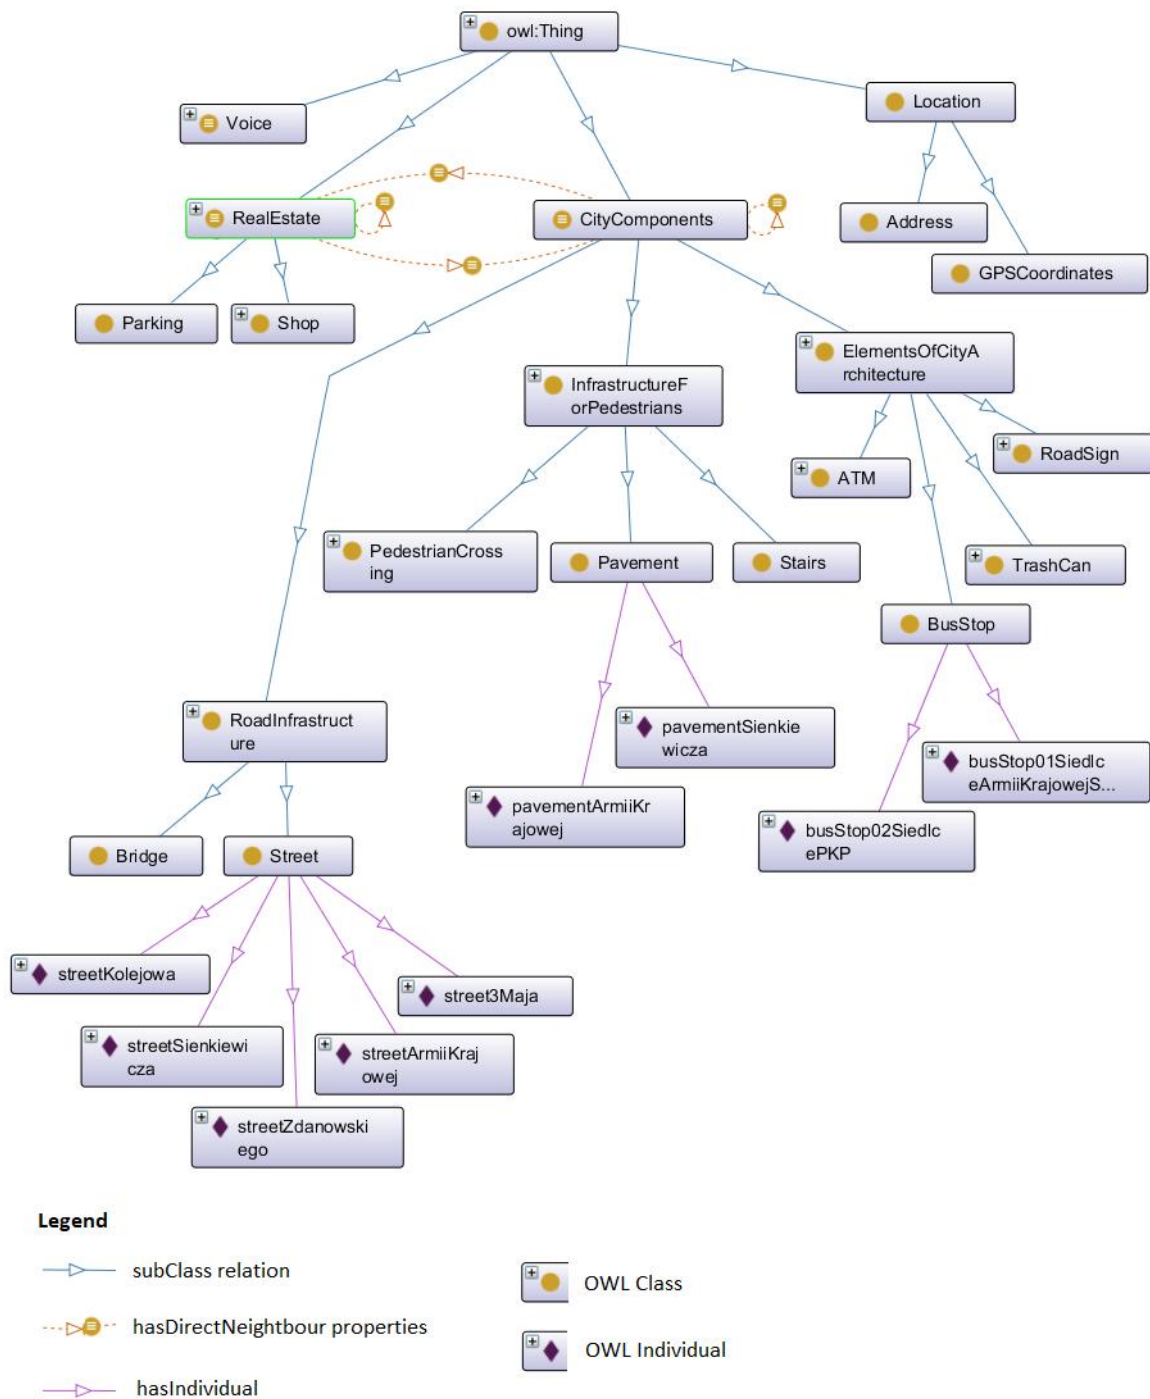 owl:Thing
Voice
Location
RealEstate
CityComponents
Address
GPSCoordinates
Parking
Shop
ElementsOfCityA
rchitecture
InfrastructureF
orPedestrians
RoadSign
ATM
PedestrianCross
ing
Pavement
Stairs
TrashCan
BusStop
RoadInfrastruct
ure
pavementSienkie
wicza
busStop01Siedlc
eArmiiKrajowejS...
pavementArmiiKr
ajowej
busStop02Siedlc
ePKP
Bridge
Street
streetKolejowa
street3Maja
streetSienkiewi
cza
streetArmiiKraj
owej
streetZdanowski
ego
Legend
subClass relation
OWL Class
hasDirectNeightbour properties
OWL Individual
hasIndividual